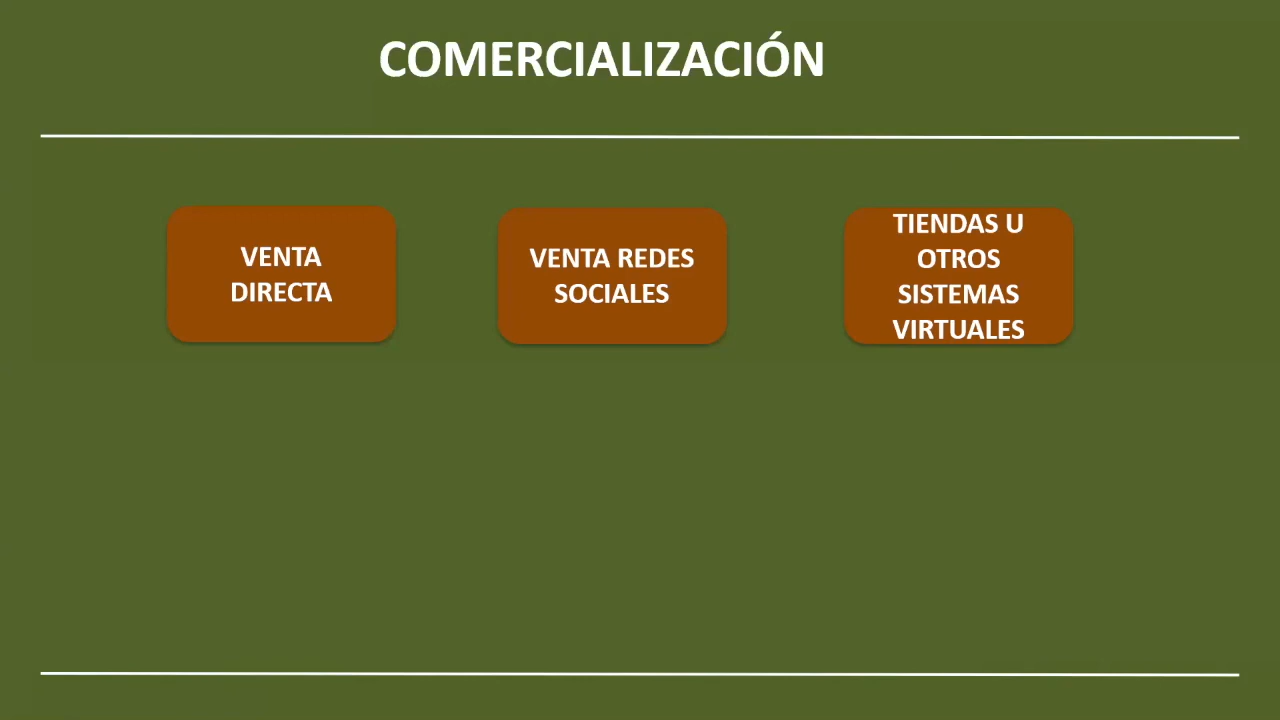 COMERCIALIZACIÓN
VENTA
DIRECTA
VENTA REDES
SOCIALES
TIENDAS U
OTROS
SISTEMAS
VIRTUALES